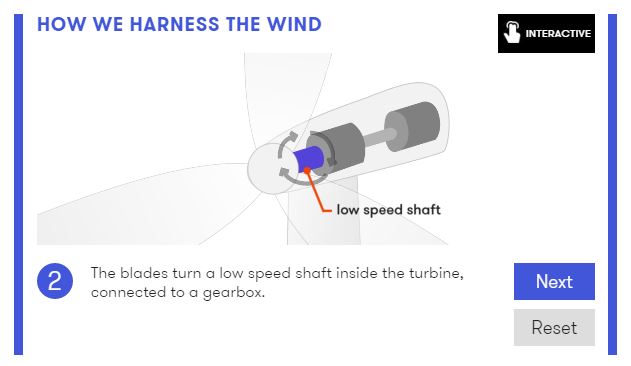 HOW WE HARNESS THE WIND
INTERACTIVE
low speed shaft
2
The blades turn a low speed shaft inside the turbine,
connected to a gearbox.
Next
Reset